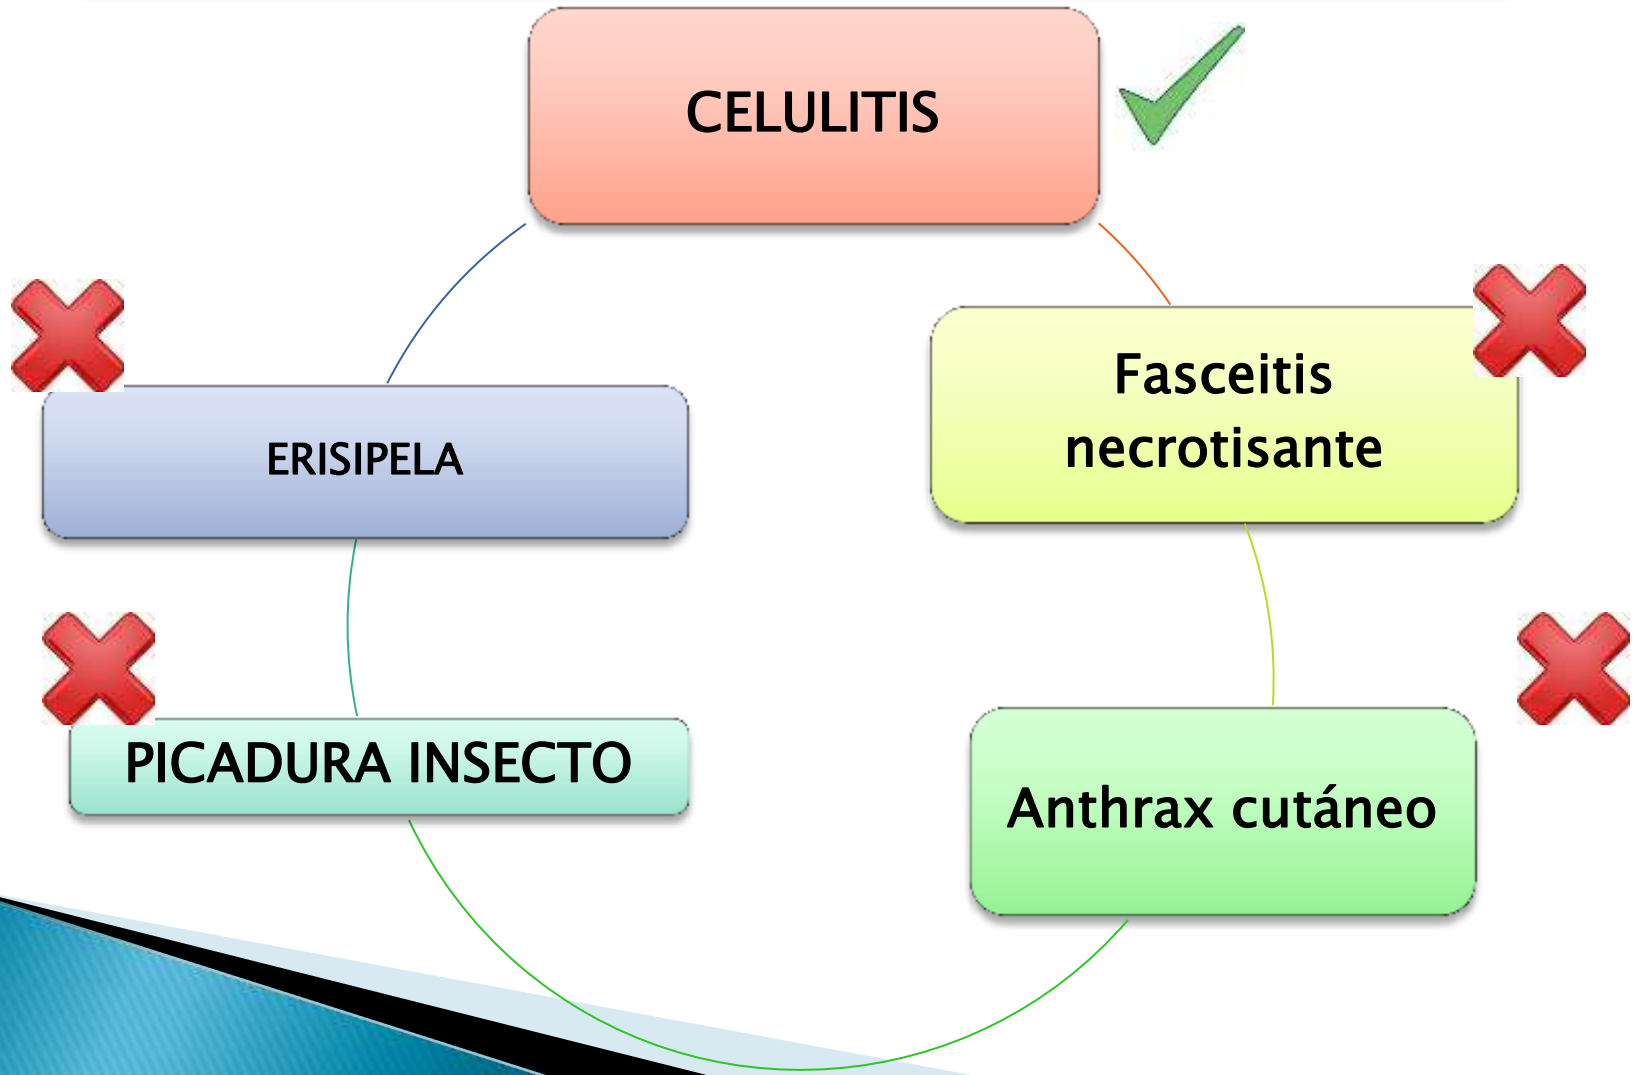 CELULITIS
ERISIPELA
Fasceitis
necrotisante
PICADURA INSECTO
Anthrax cutáneo